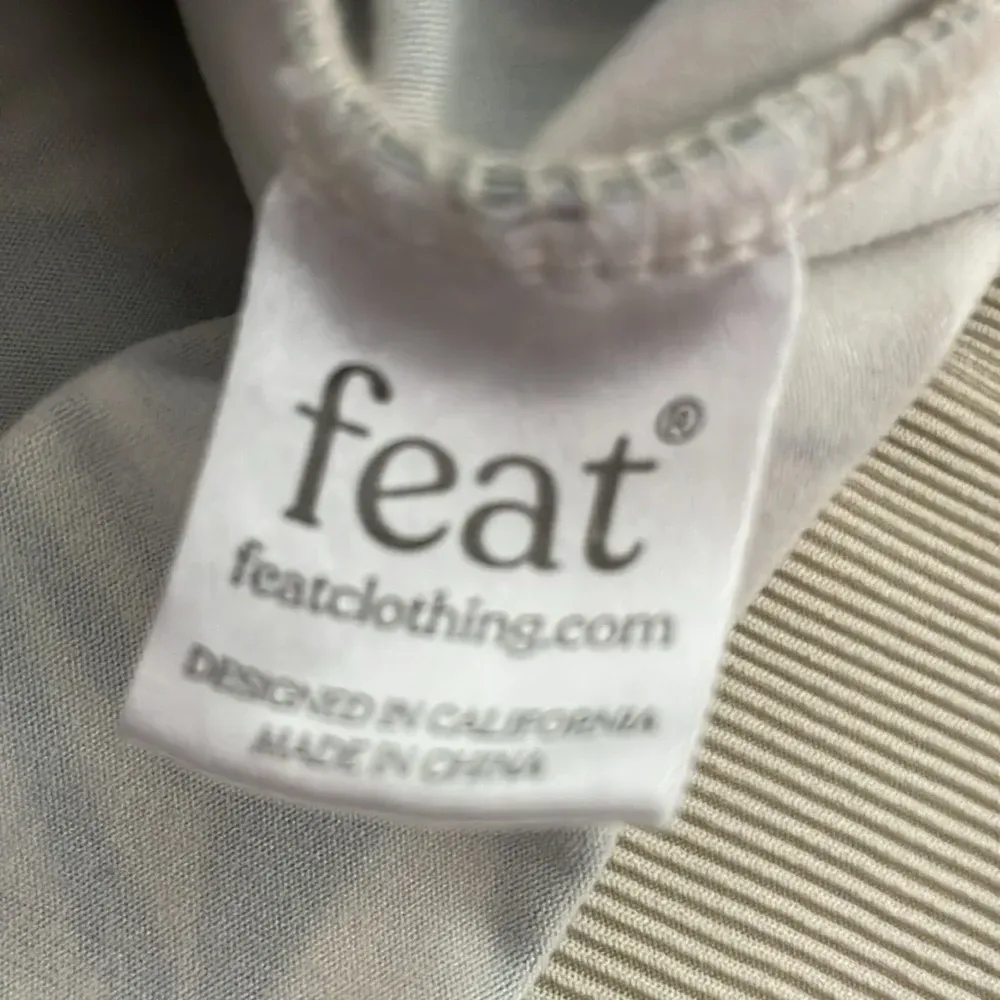 feat®
featclothing.com
DESIGNED IN CALIFORNIA
MADE IN CHINA